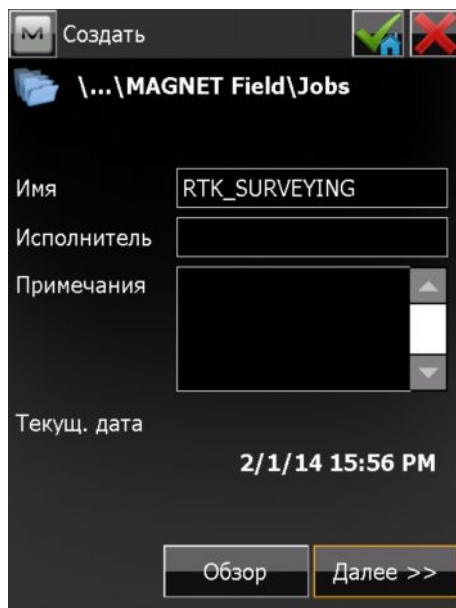 M Создать
\...\MAGNET Field\Jobs
Имя RTK_SURVEYING
Исполнитель
Примечания
Текущ. дата
2/1/14 15:56 PM
Обзор Далее >>